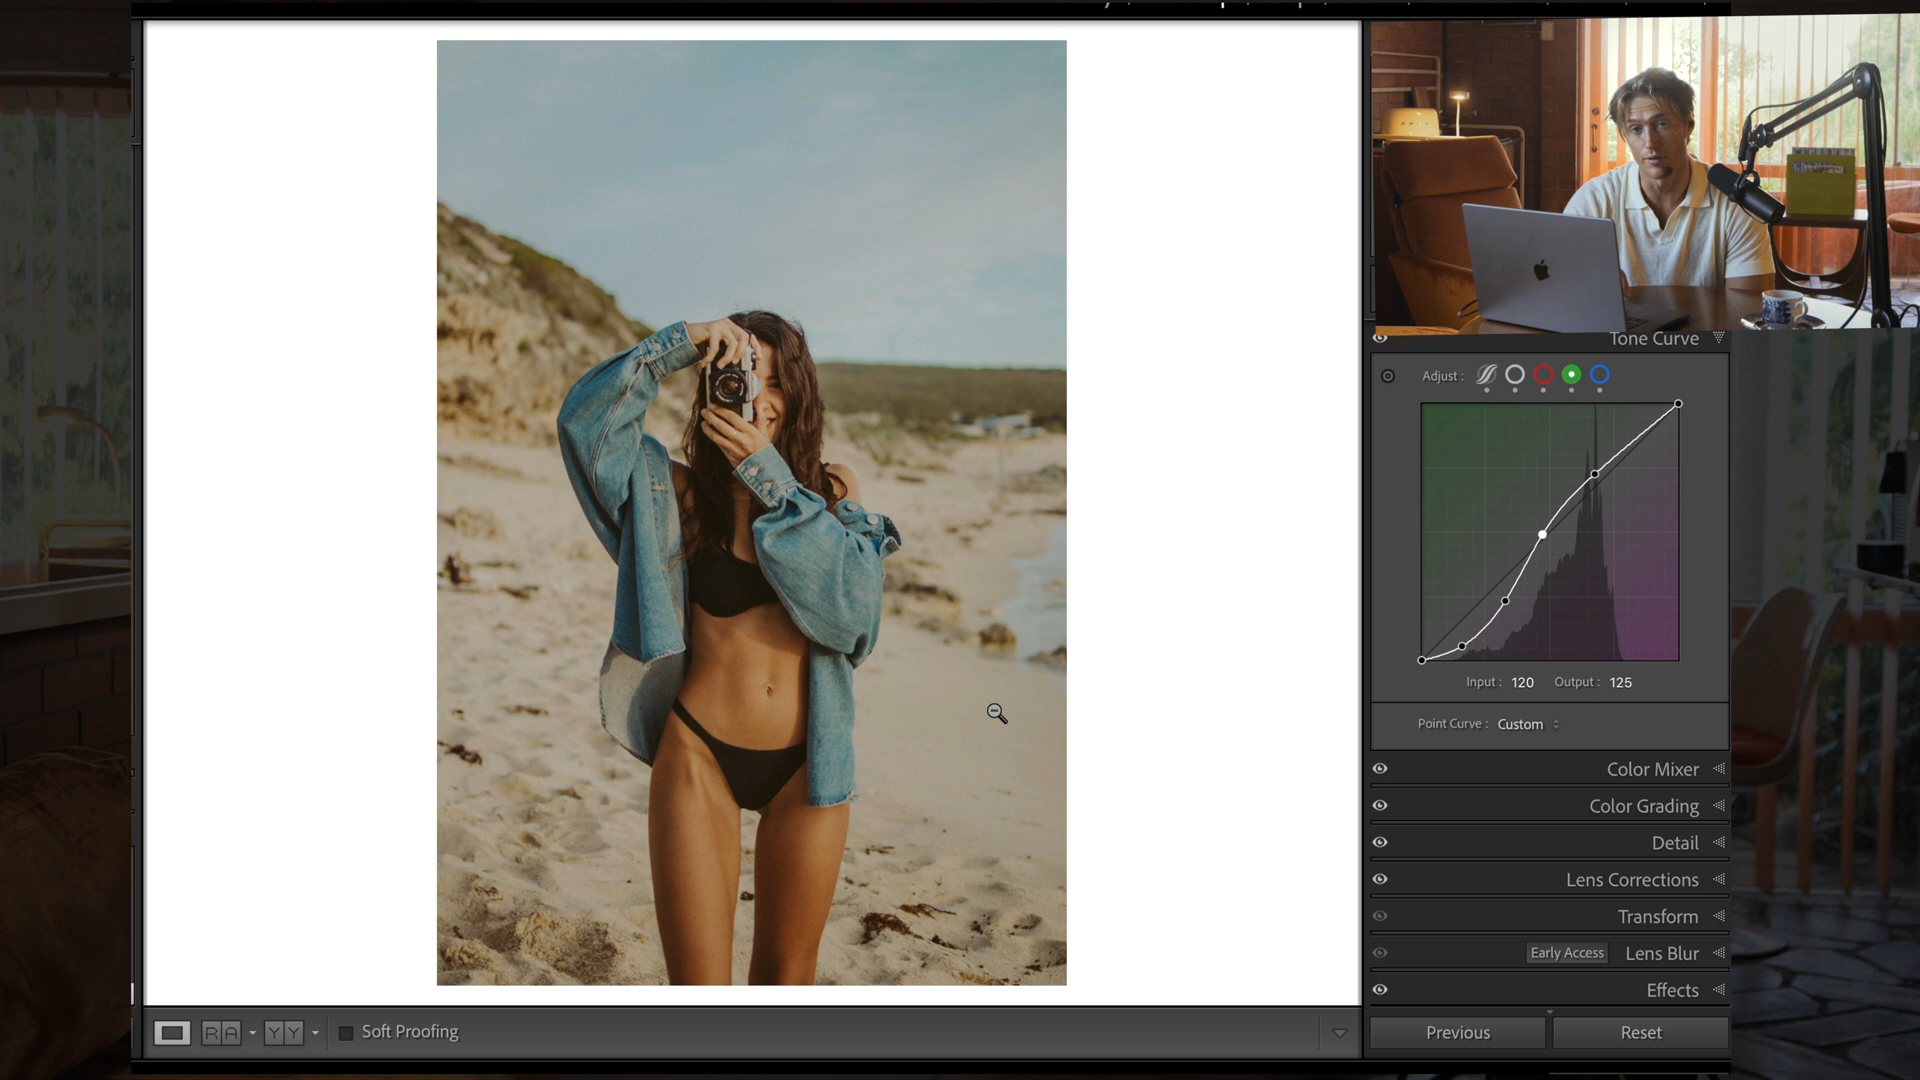 Tone Curve
Adjust :
Input : 120 Output : 125
Point Curve : Custom
Color Mixer
Color Grading
Detail
Lens Corrections
Transform
Early Access Lens Blur
Effects
R A Y Y Soft Proofing
Previous Reset